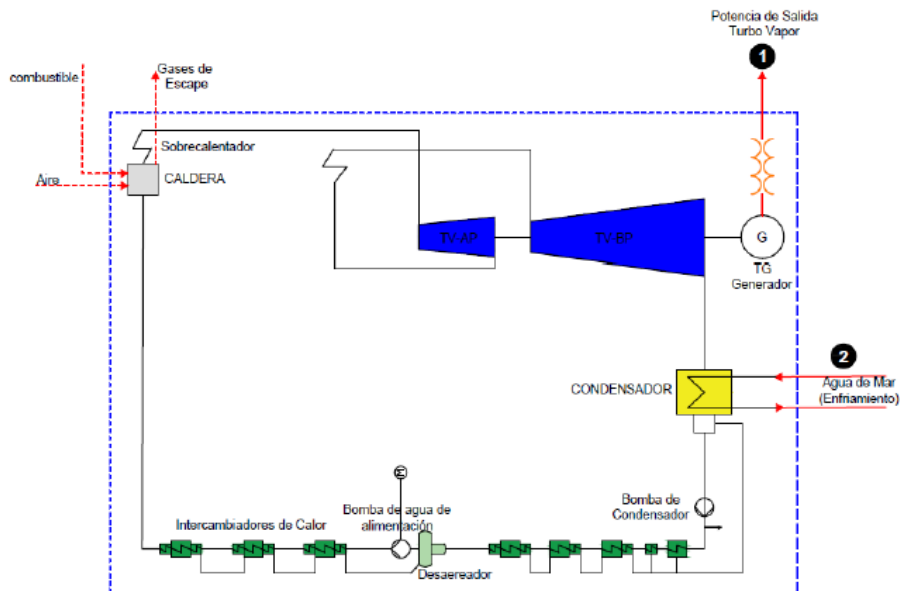 Potencia de Salida
Turbo Vapor
1
combustible
Gases de
Escape
Sobrecalentador
Aire
CALDERA
TV-AP
TV-BP
G
TG
Generador
2
CONDENSADOR
Agua de Mar
(Enfriamiento)
M
Bomba de
Condensador
Bomba de agua de
alimentación
Intercambiadores de Calor
Desaereador